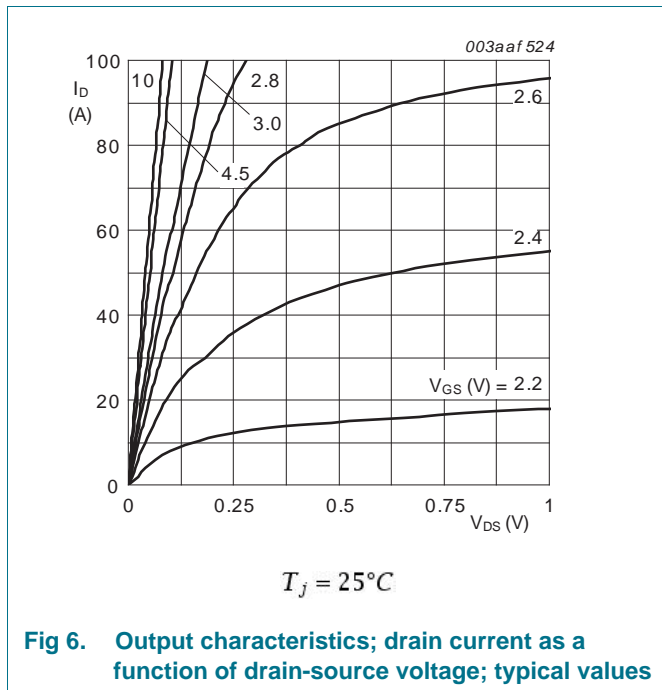 003aaf524
100
80
60
40
20
0
I_D
(A)
10
2.8
3.0
4.5
2.6
2.4
V_GS (V) = 2.2
0 0.25 0.5 0.75 1
V_DS (V)
T_j = 25°C
Fig 6. Output characteristics; drain current as a
function of drain-source voltage; typical values